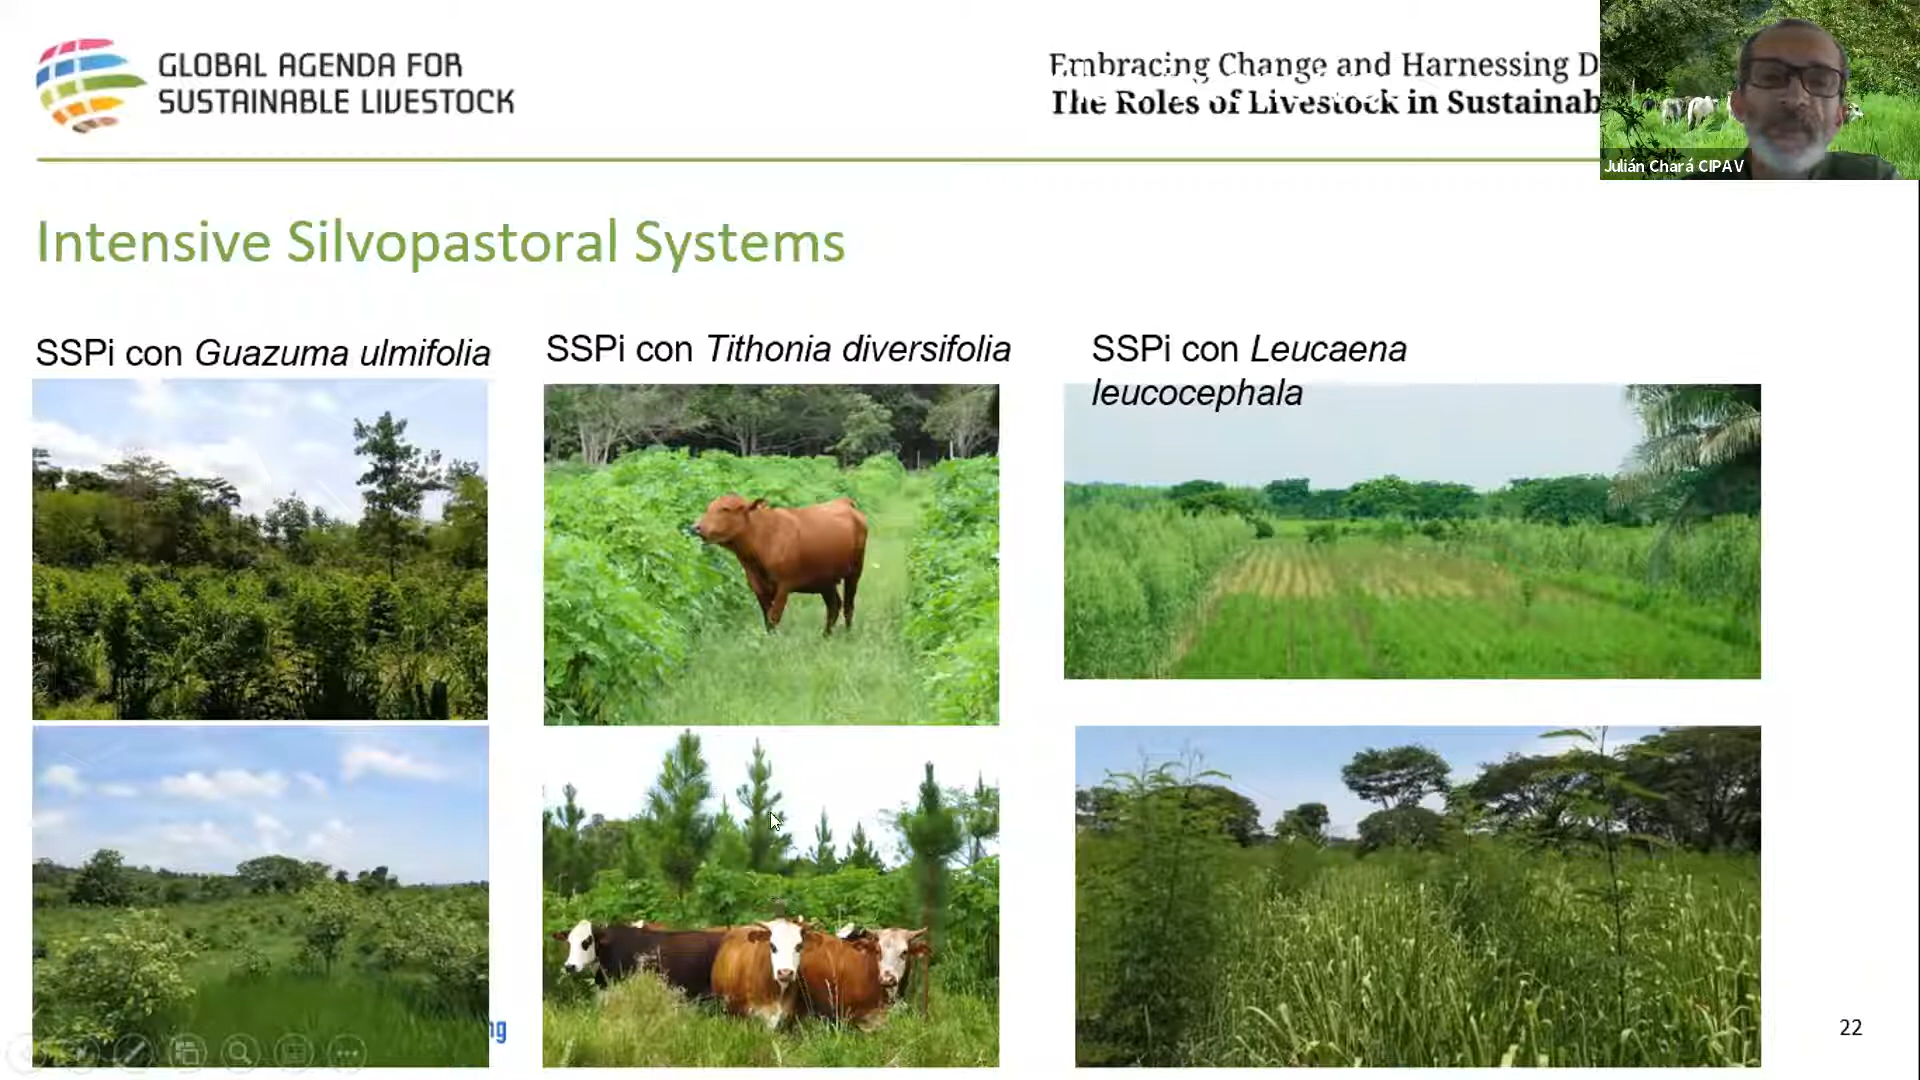 GLOBAL AGENDA FOR
SUSTAINABLE LIVESTOCK
Embracing Change and Harnessing D
The Roles of Livestock in Sustainab
Julián Chará CIPAV
Intensive Silvopastoral Systems
SSPi con Guazuma ulmifolia
SSPi con Tithonia diversifolia
SSPi con Leucaena
leucocephala
ng
22